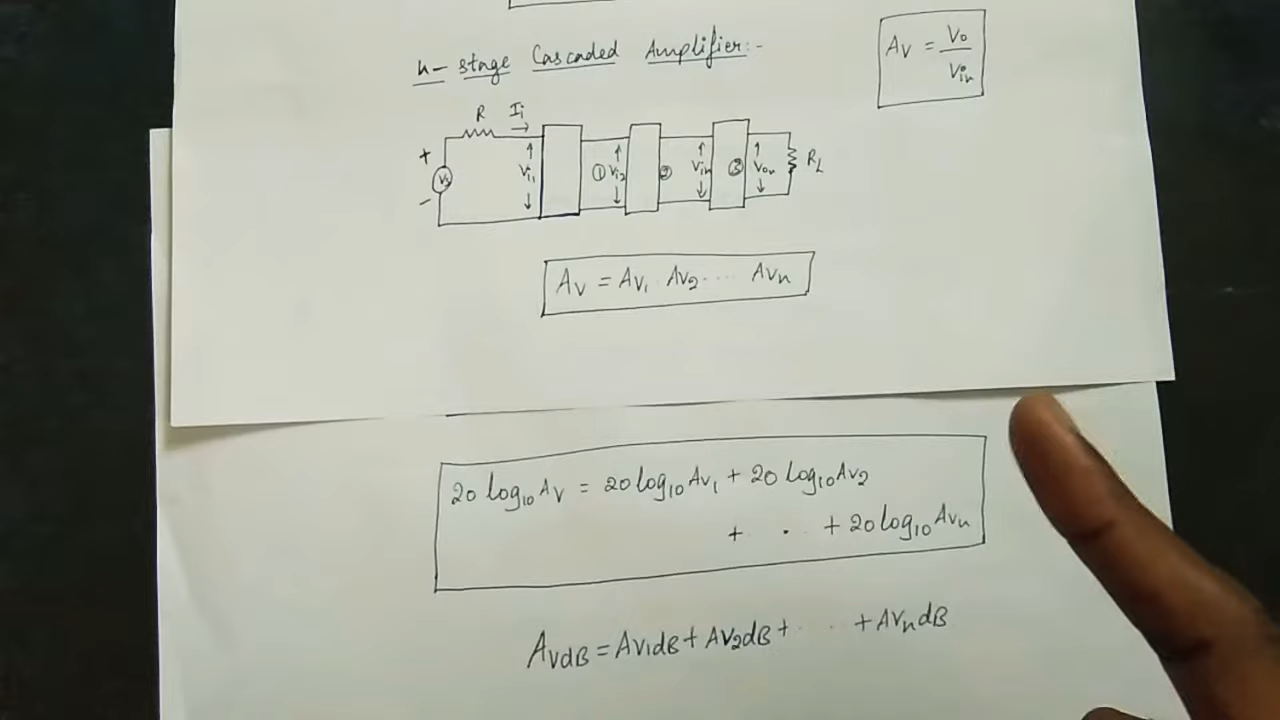 n- stage Cascaded Amplifier:-
Av = Vo / Vin
R Ii
+ Vs - Vi1 ① Vi2 ② Vin ③ Von RL
Av = Av1 . Av2 .... Avn
20 log10 Av = 20 log10 Av1 + 20 log10 Av2
+ . . + 20 log10 Avn
AvdB = Av1dB + Av2dB + . . + AvndB